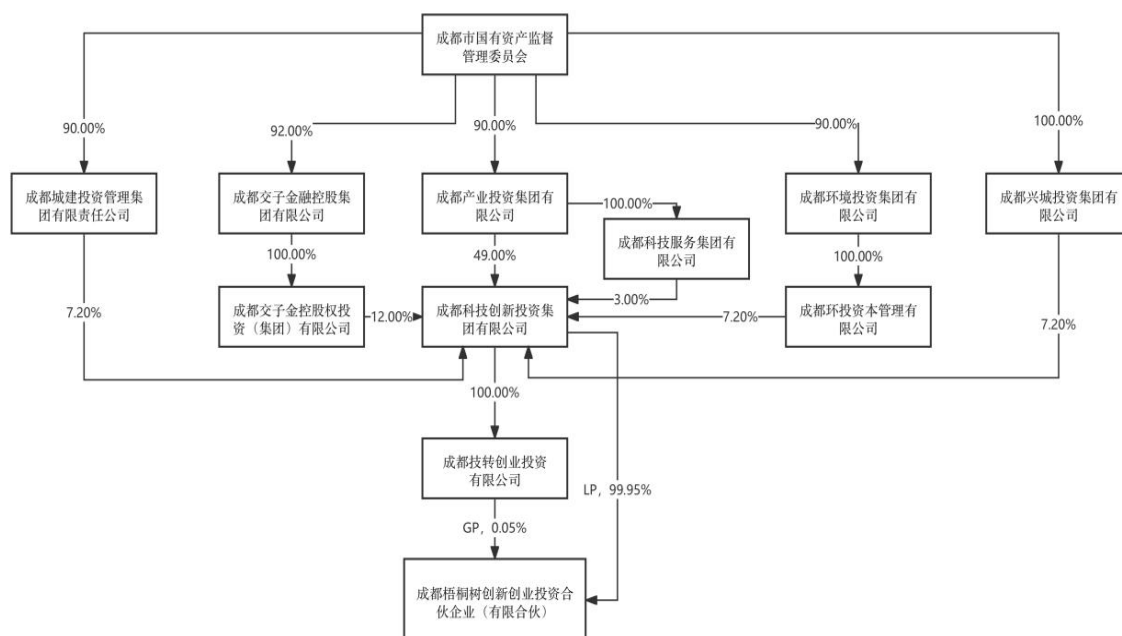 成都市国有资产监督
管理委员会
90.00%
92.00%
90.00%
90.00%
100.00%
成都城建投资管理集
团有限责任公司
成都交子金融控股集
团有限公司
成都产业投资集团有
限公司
100.00%
成都科技服务集团有
限公司
成都环境投资集团有
限公司
成都兴城投资集团有
限公司
100.00%
49.00%
100.00%
7.20%
成都交子金控股权投
资（集团）有限公司
12.00%
成都科技创新投资集
团有限公司
3.00%
7.20%
成都环投资本管理有
限公司
7.20%
100.00%
成都技转创业投资
有限公司
LP，99.95%
GP，0.05%
成都梧桐树创新创业投资合
伙企业（有限合伙）